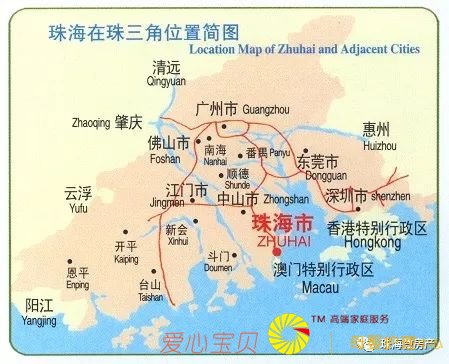 珠海在珠三角位置简图
Location Map of Zhuhai and Adjacent Cities
清远
Qingyuan
Zhaoqing 肇庆
广州市 Guangzhou
惠州
Huizhou
佛山市
Foshan
南海
Nanhai
番禺 Panyu
东莞市
Dongguan
顺德
Shunde
云浮
Yufu
江门市
Jingmen
中山市 Zhongshan
深圳市 shenzhen
新会
Xinhui
珠海市
ZHUHAI
香港特别行政区
Hongkong
开平
Kaiping
斗门
Doumen
澳门特别行政区
Macau
恩平
Enping
台山
Taishan
阳江
Yangjing
爱心宝贝
TM 高端家庭服务
珠海微房产